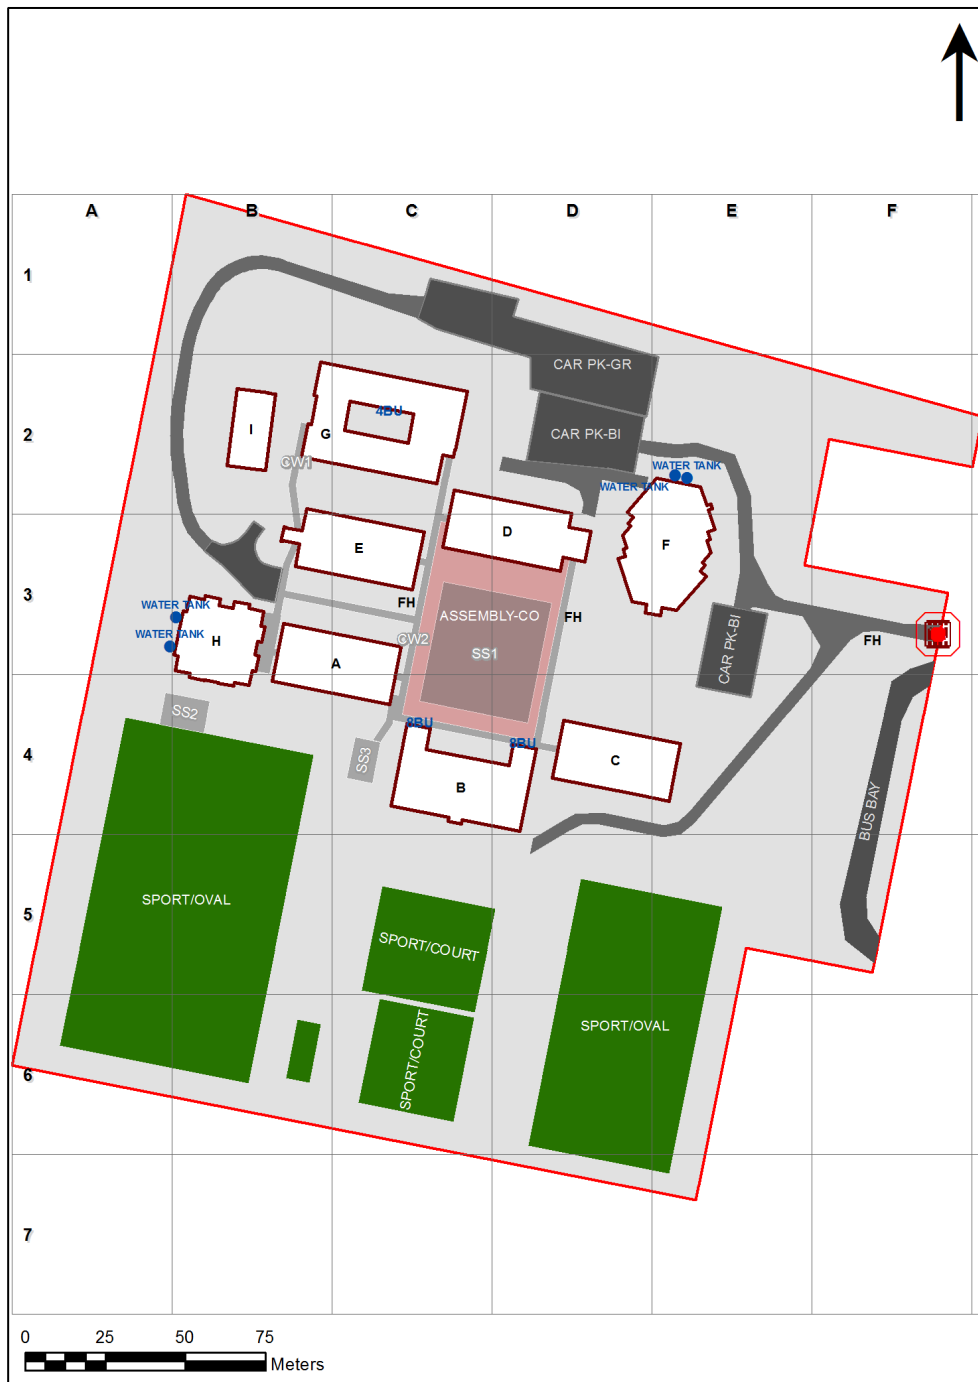 A B C D E F
1
CAR PK-GR
2
4BU
I
G
CAR PK-BI
CW1
WATER TANK
WATER TANK
D
F
E
3
FH
WATER TANK
ASSEMBLY-CO
FH
CAR PK-BI
FH
WATER TANK
H
CW2
SS1
A
SS2
8BU
8BU
4
SS3
C
B
BUS BAY
SPORT/OVAL
5
SPORT/COURT
SPORT/OVAL
SPORT/COURT
6
7
0 25 50 75
Meters